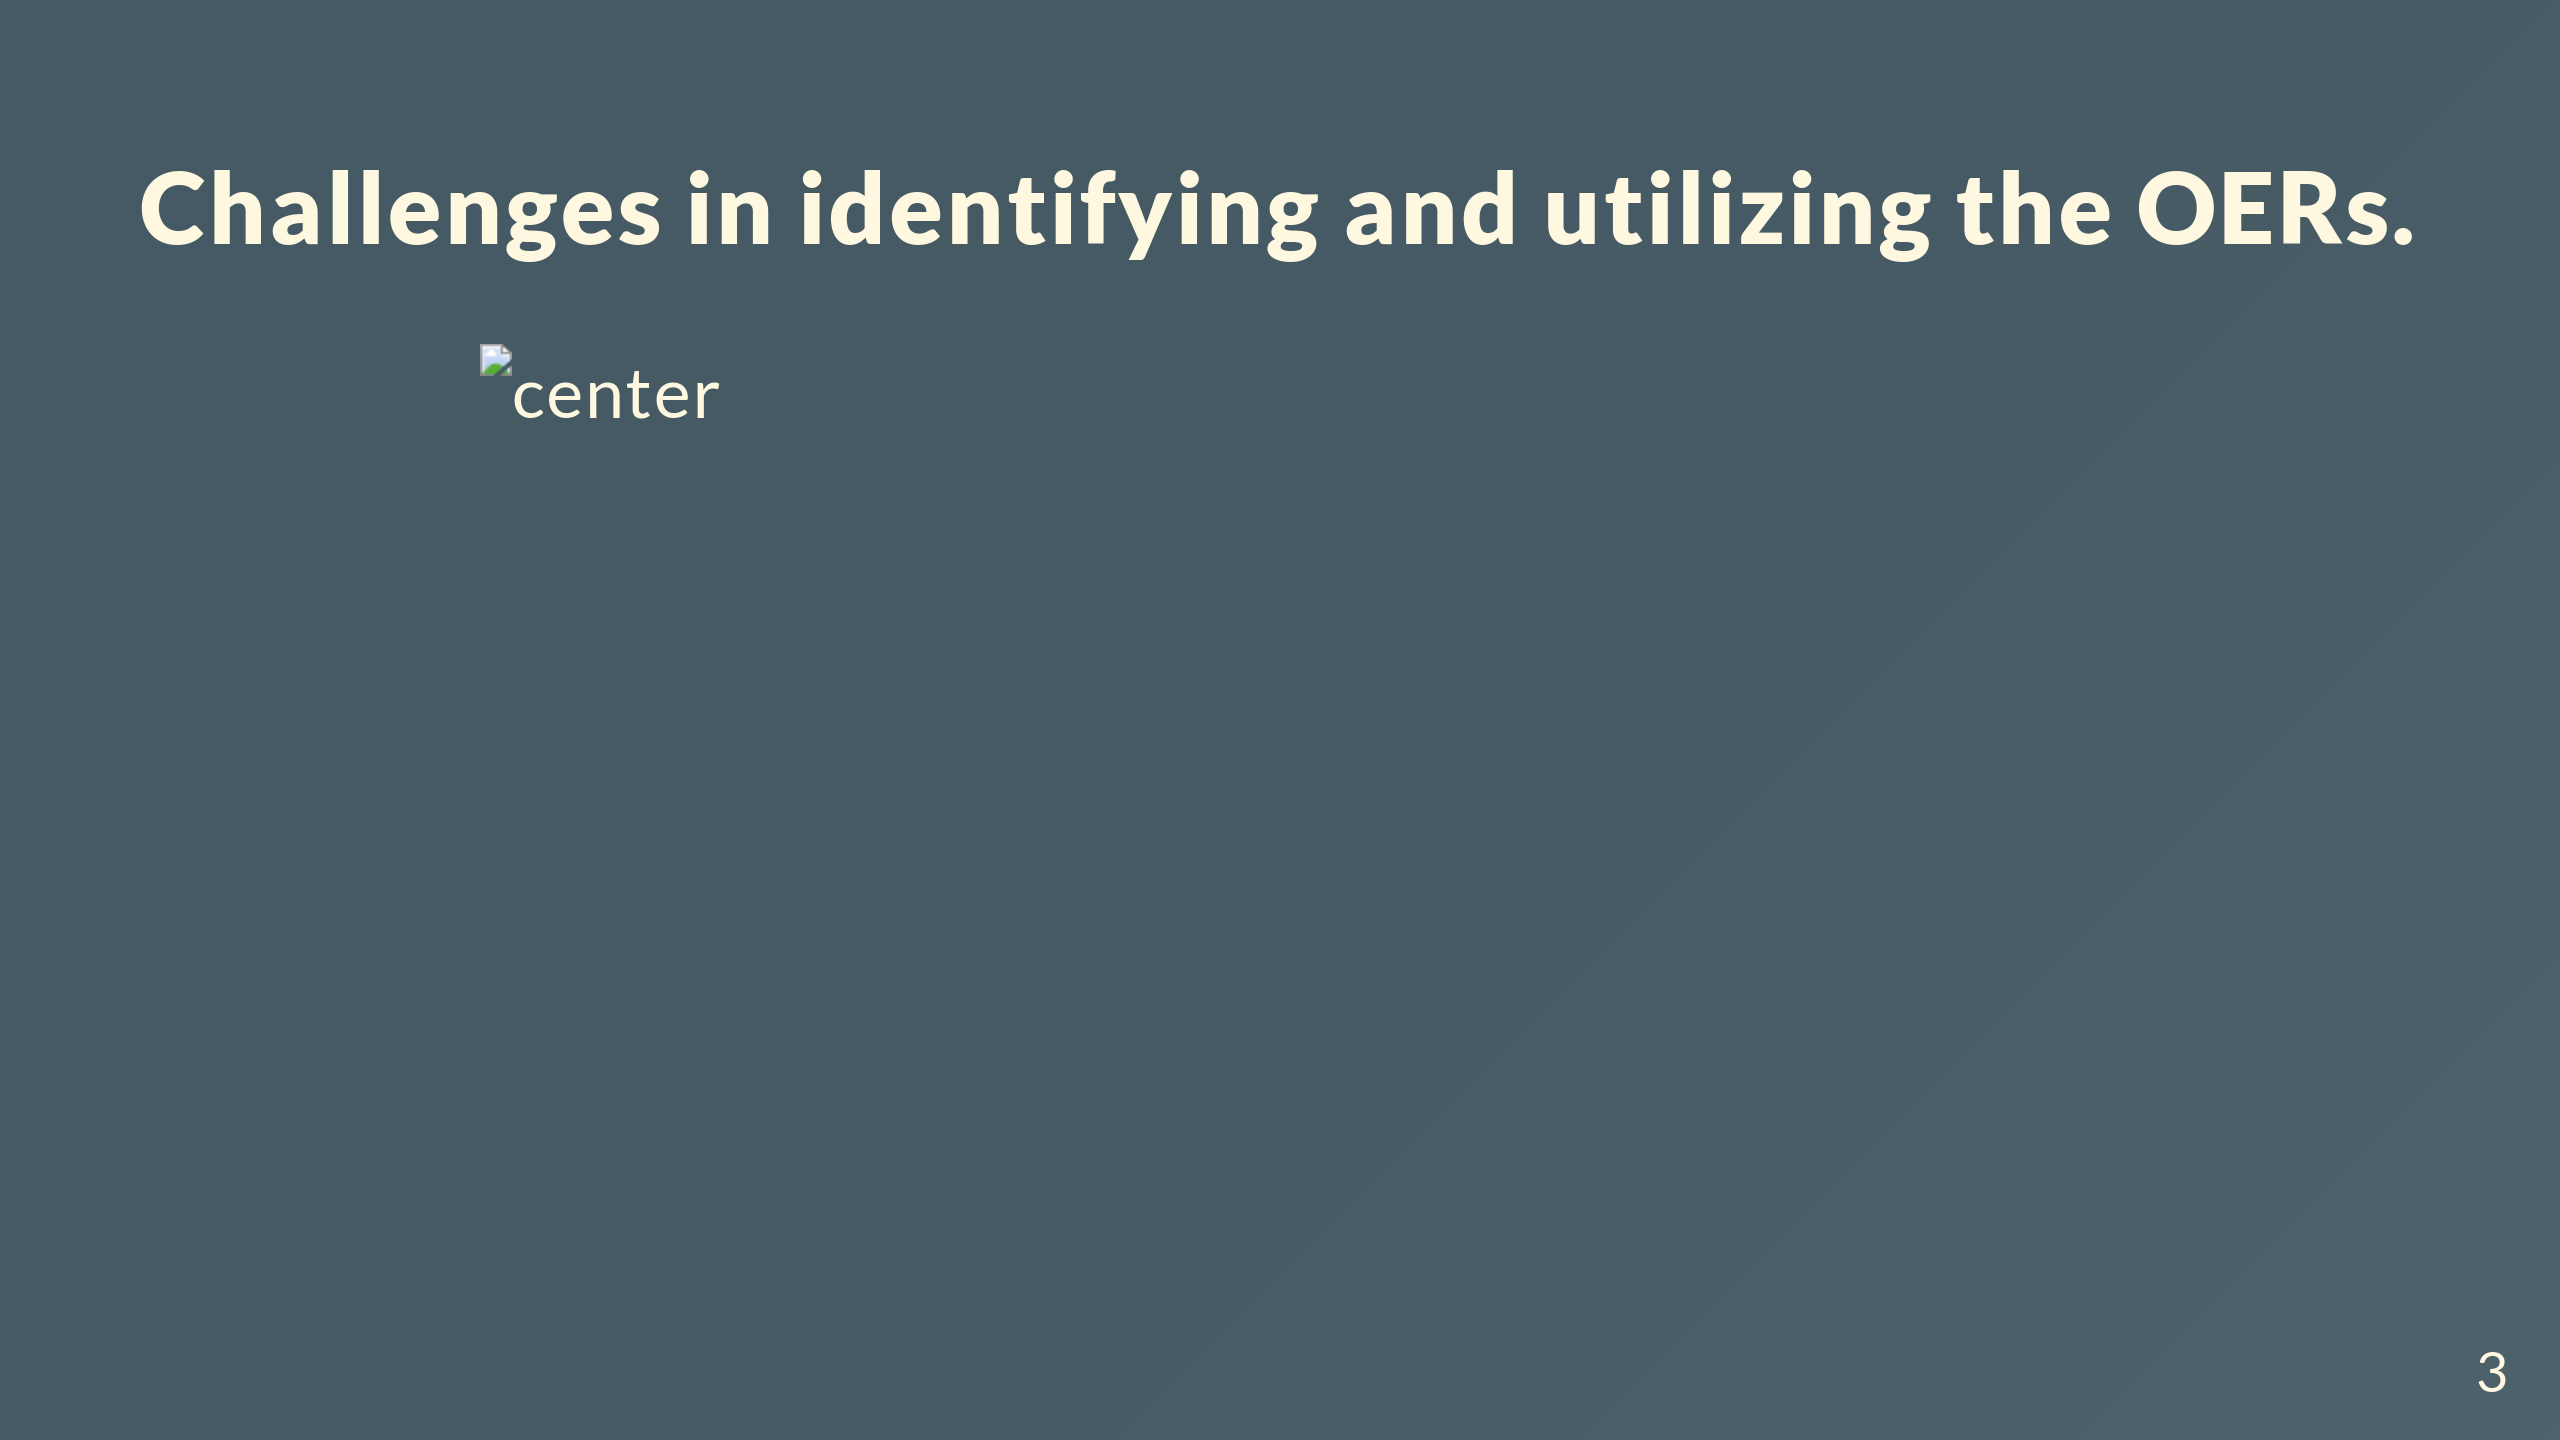 Challenges in identifying and utilizing the OERs.
center
3